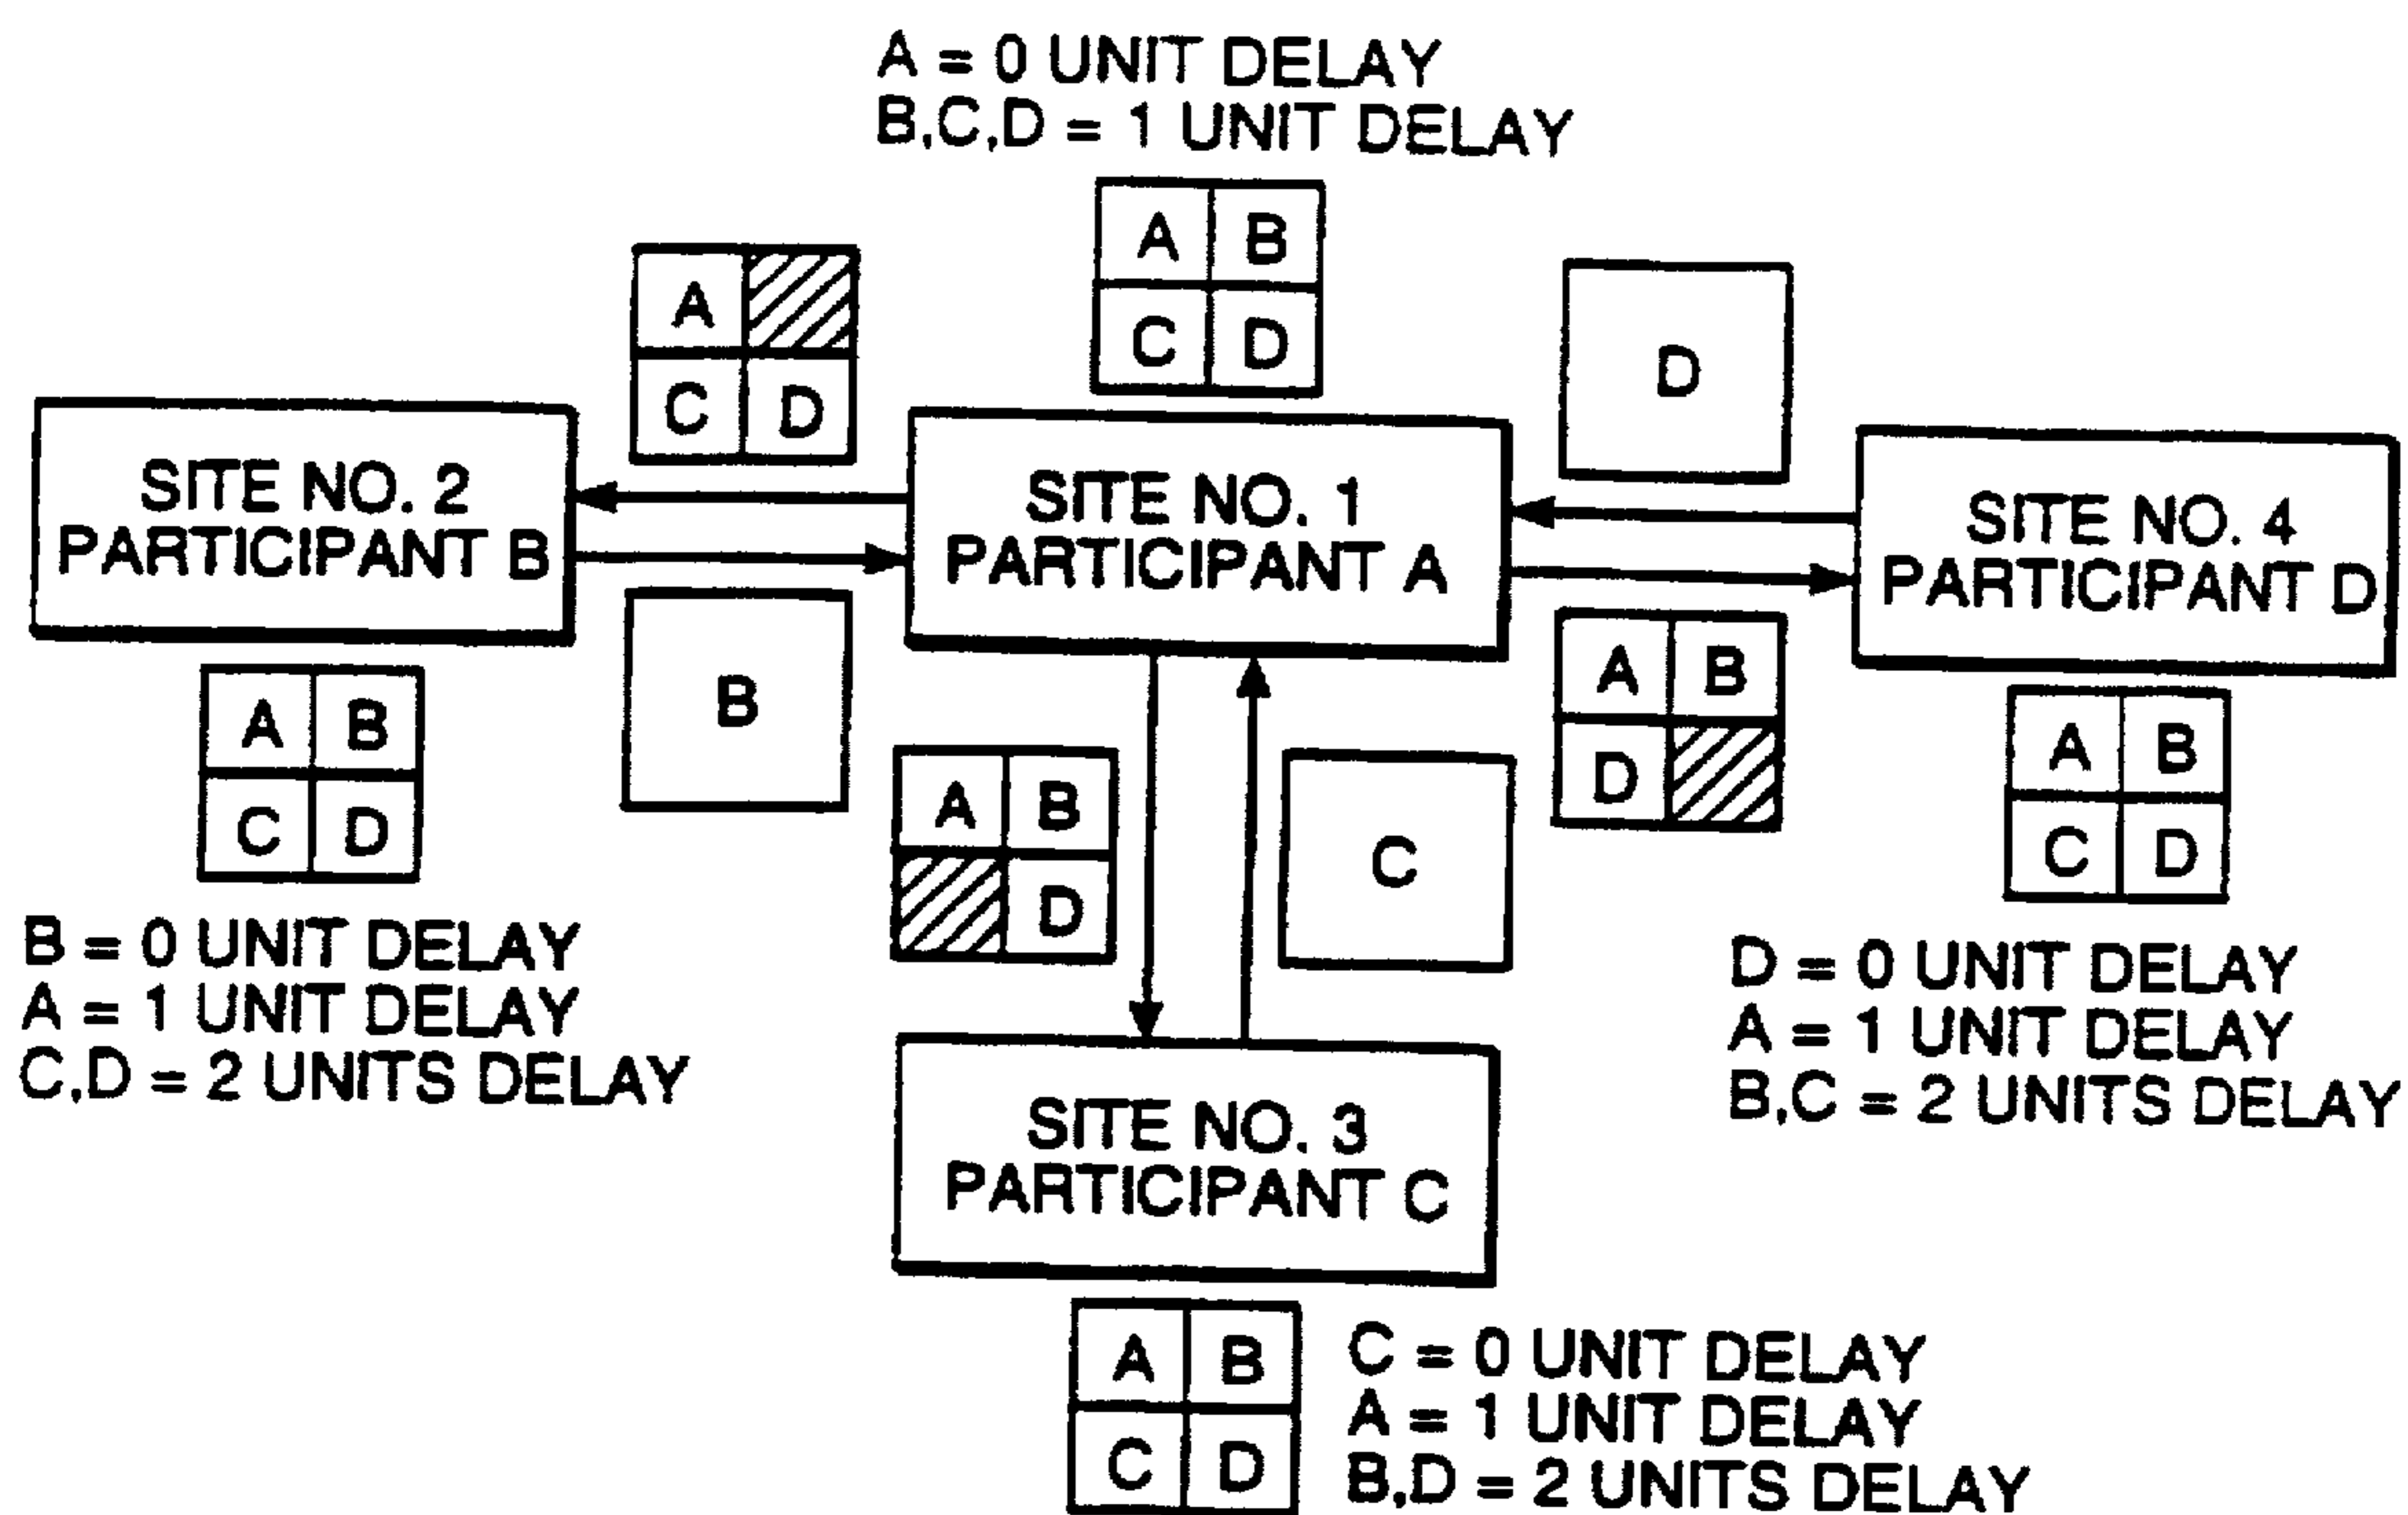 A = 0 UNIT DELAY
B,C,D = 1 UNIT DELAY
A B
C D
A
C D
D
SITE NO. 2
PARTICIPANT B
SITE NO. 1
PARTICIPANT A
SITE NO. 4
PARTICIPANT D
A B
C D
B
A B
D
C
A B
D
A B
C D
B = 0 UNIT DELAY
A = 1 UNIT DELAY
C,D = 2 UNITS DELAY
D = 0 UNIT DELAY
A = 1 UNIT DELAY
B,C = 2 UNITS DELAY
SITE NO. 3
PARTICIPANT C
A B
C D
C = 0 UNIT DELAY
A = 1 UNIT DELAY
B,D = 2 UNITS DELAY